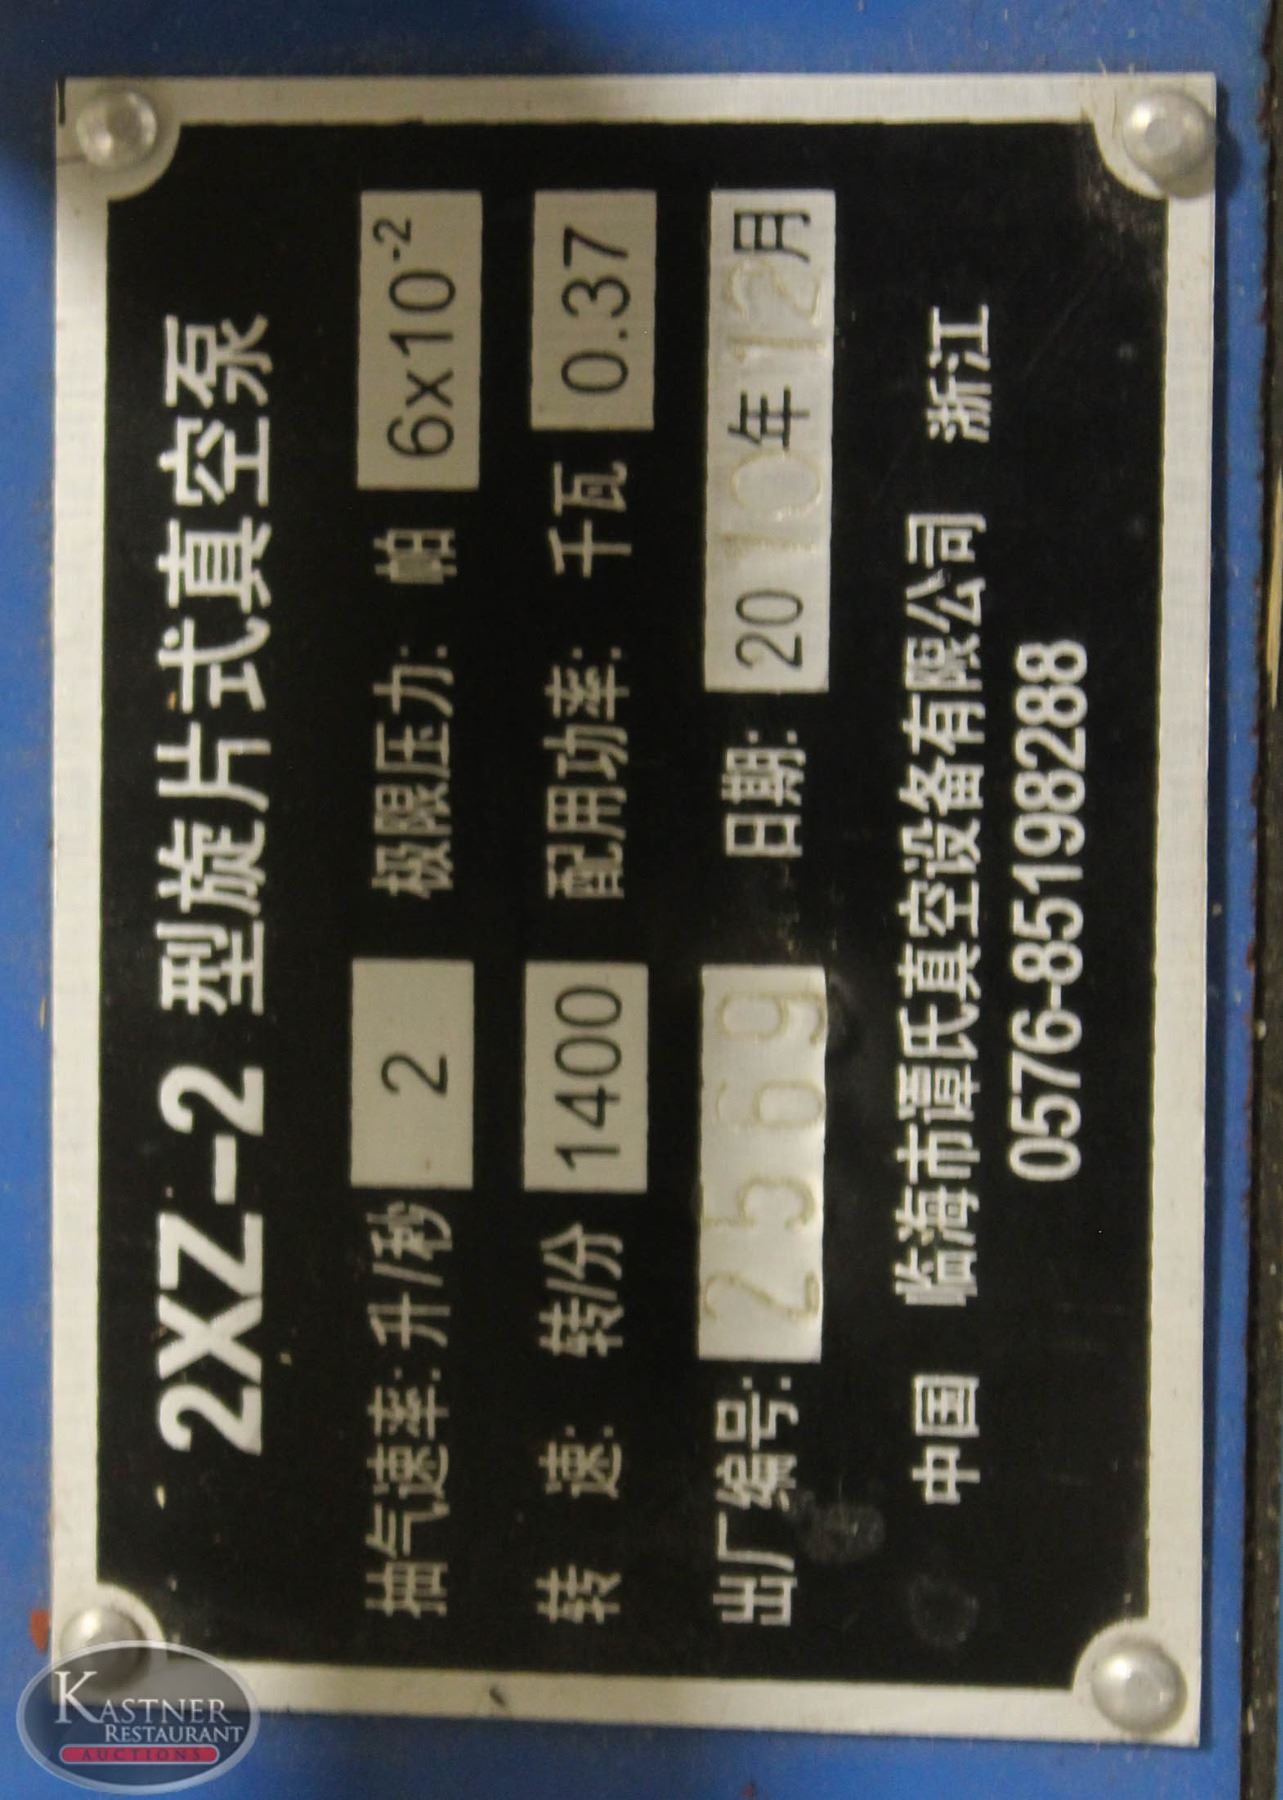 2XZ-2 型旋片式真空泵
抽气速率: 升/秒 2 极限压力: 帕 6x10⁻²
转 速: 转/分 1400 配用功率: 千瓦 0.37
出厂编号: 2569 日期: 2010年12月
中国 临海市谭氏真空设备有限公司 浙江
0576-85198288
KASTNER
RESTAURANT
AUCTIONS